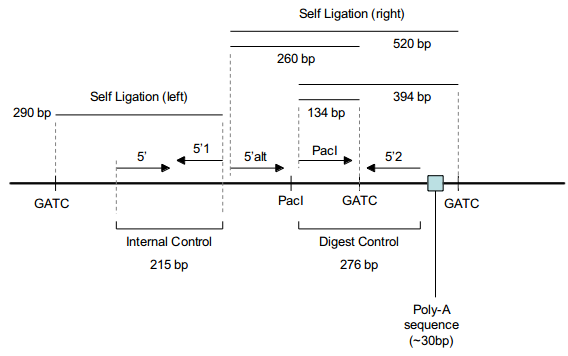 Self Ligation (right)
520 bp
260 bp
Self Ligation (left)
290 bp
394 bp
134 bp
5'
5'1
5'alt
PacI
5'2
GATC
PacI
GATC
GATC
Internal Control
Digest Control
215 bp
276 bp
Poly-A
sequence
(~30bp)